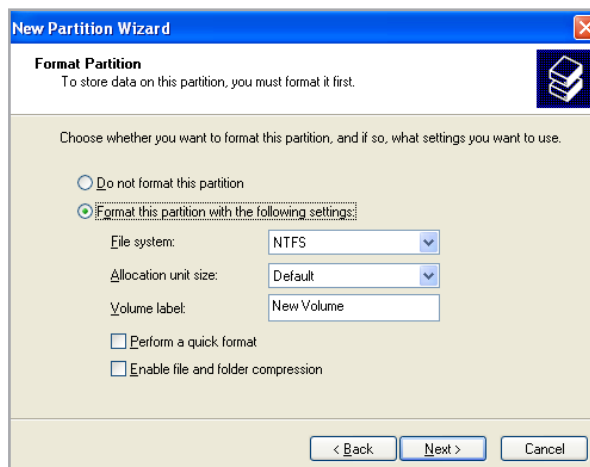 New Partition Wizard
Format Partition
To store data on this partition, you must format it first.
Choose whether you want to format this partition, and if so, what settings you want to use.
Do not format this partition
Format this partition with the following settings:
File system: NTFS
Allocation unit size: Default
Volume label: New Volume
Perform a quick format
Enable file and folder compression
< Back Next > Cancel